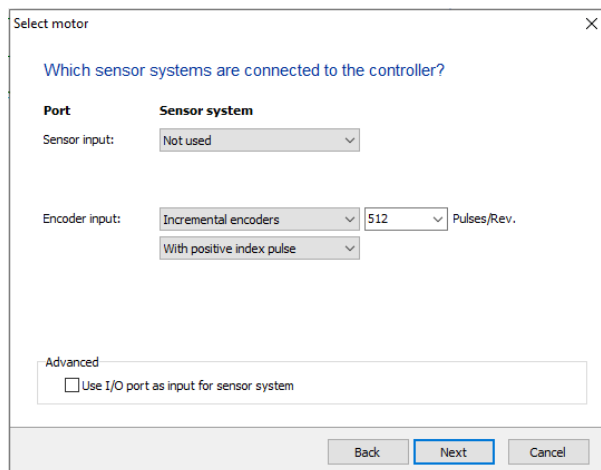 Select motor
Which sensor systems are connected to the controller?
Port Sensor system
Sensor input: Not used
Encoder input: Incremental encoders 512 Pulses/Rev.
With positive index pulse
Advanced
Use I/O port as input for sensor system
Back Next Cancel